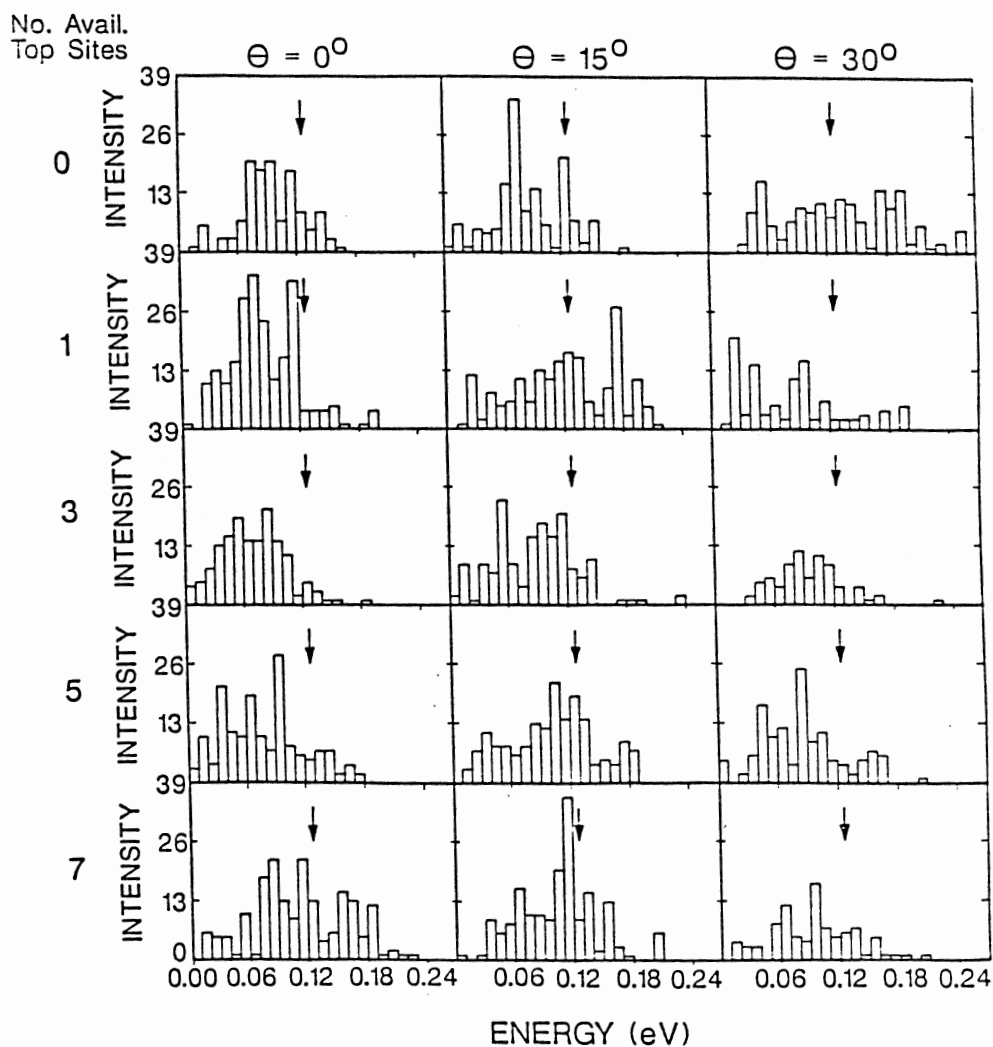 No. Avail.
Top Sites
Θ = 0° Θ = 15° Θ = 30°
39
INTENSITY
26
13
0
39
INTENSITY
26
13
1
39
INTENSITY
26
13
3
39
INTENSITY
26
13
5
39
INTENSITY
26
13
0
7
0.00 0.06 0.12 0.18 0.24 0.06 0.12 0.18 0.24 0.06 0.12 0.18 0.24
ENERGY (eV)